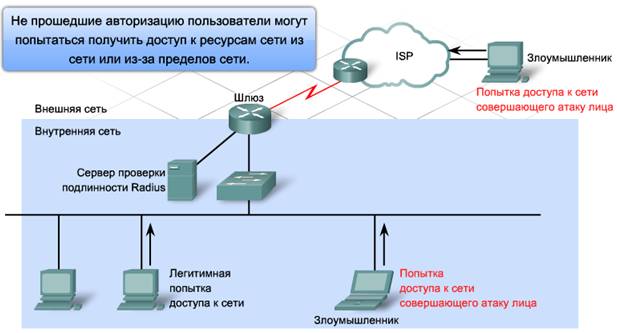 Не прошедшие авторизацию пользователи могут
попытаться получить доступ к ресурсам сети из
сети или из-за пределов сети.
ISP
Злоумышленник
Попытка доступа к сети
совершающего атаку лица
Шлюз
Внешняя сеть
Внутренняя сеть
Сервер проверки
подлинности Radius
Легитимная
попытка
доступа к сети
Попытка
доступа к сети
совершающего атаку лица
Злоумышленник